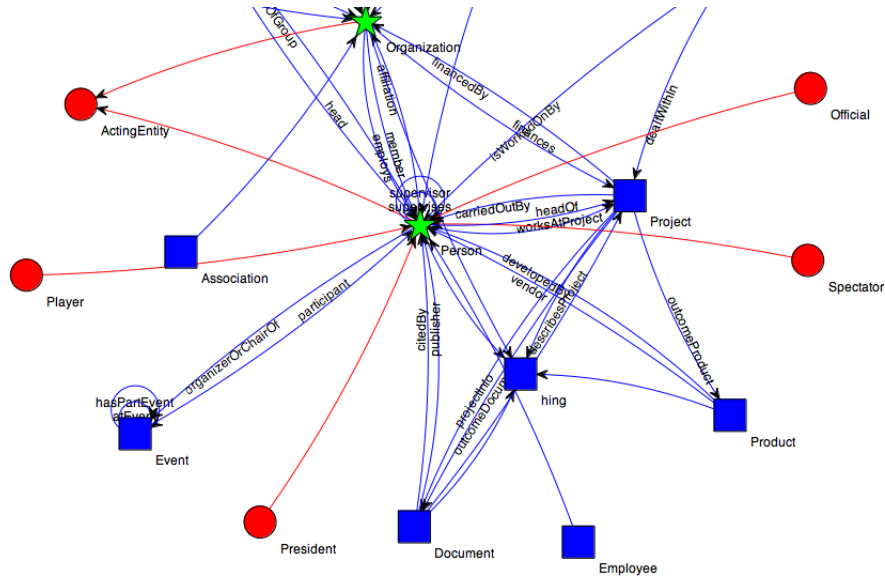 OfGroup
Organization
affiliation
financedBy
dealtWithin
Official
ActingEntity
head
finances
isWorkedOnBy
member
employs
supervisor
supervises
carriedOutBy
headOf
worksAtProject
Project
Person
Association
Player
developedBy
vendor
Spectator
participant
describesProject
outcomeProduct
citedBy
publisher
organizerOrChairOf
hasPartEvent
atEvent
projectInfo
outcomeDocum
hing
Product
Event
President
Document
Employee